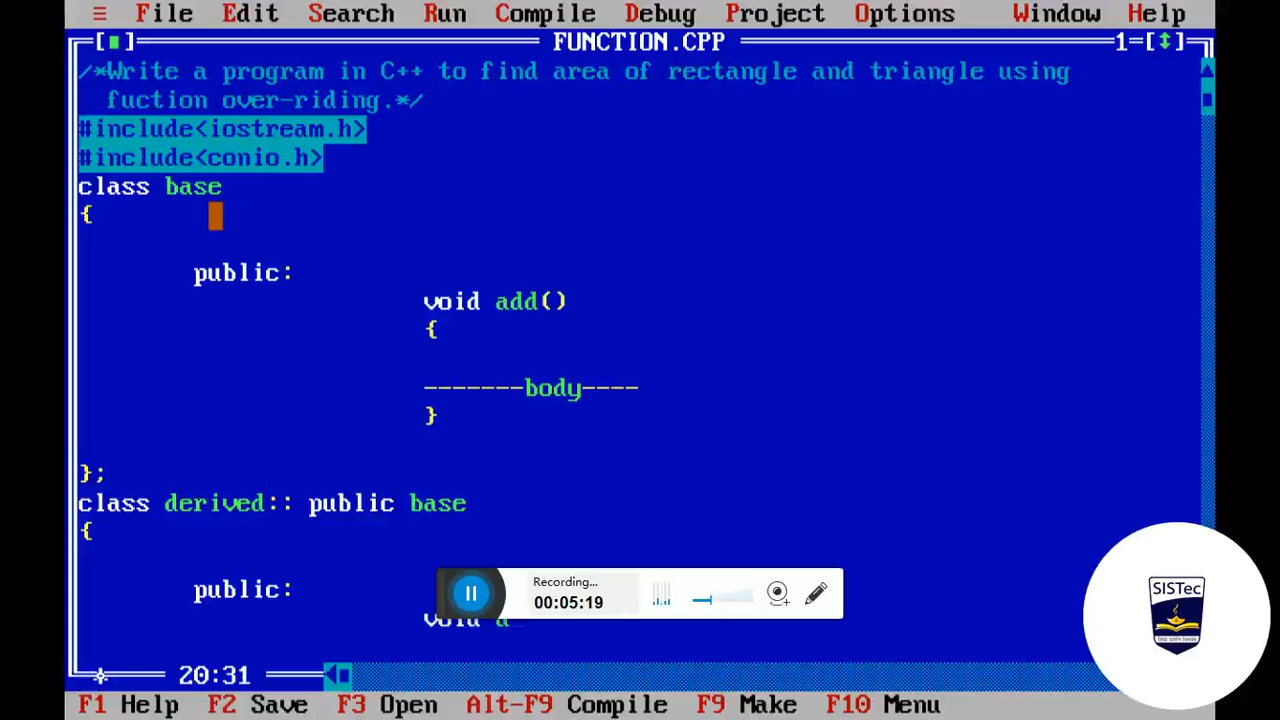 ≡ File Edit Search Run Compile Debug Project Options Window Help
[■] FUNCTION.CPP 1=[↕]
/*Write a program in C++ to find area of rectangle and triangle using
fuction over-riding.*/
#include<iostream.h>
#include<conio.h>
class base
{
public:
void add()
{
-------body----
}
};
class derived:: public base
{
public:
Recording...
00:05:19
void a
SISTec
20:31
F1 Help F2 Save F3 Open Alt-F9 Compile F9 Make F10 Menu